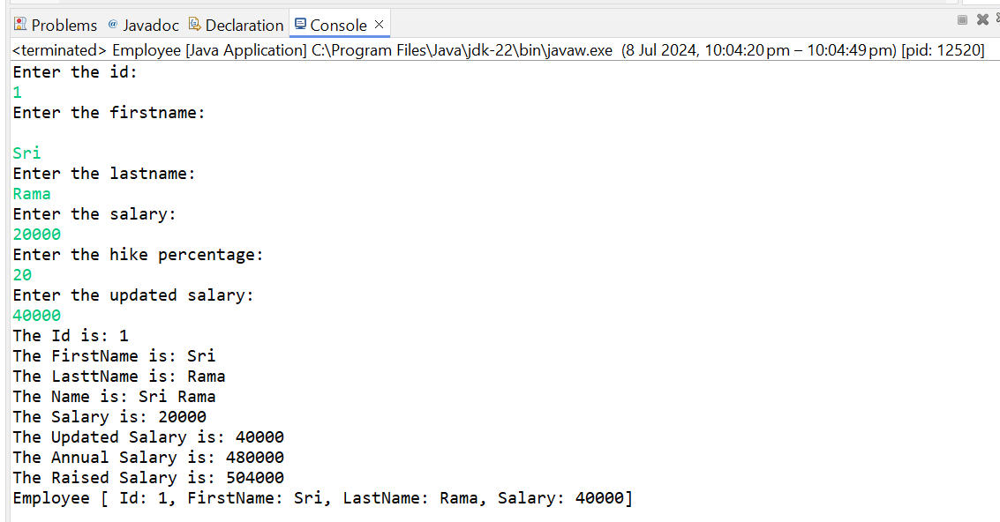 Problems @ Javadoc Declaration Console
<terminated> Employee [Java Application] C:\Program Files\Java\jdk-22\bin\javaw.exe (8 Jul 2024, 10:04:20 pm – 10:04:49 pm) [pid: 12520]
Enter the id:
1
Enter the firstname:
Sri
Enter the lastname:
Rama
Enter the salary:
20000
Enter the hike percentage:
20
Enter the updated salary:
40000
The Id is: 1
The FirstName is: Sri
The LasttName is: Rama
The Name is: Sri Rama
The Salary is: 20000
The Updated Salary is: 40000
The Annual Salary is: 480000
The Raised Salary is: 504000
Employee [ Id: 1, FirstName: Sri, LastName: Rama, Salary: 40000]